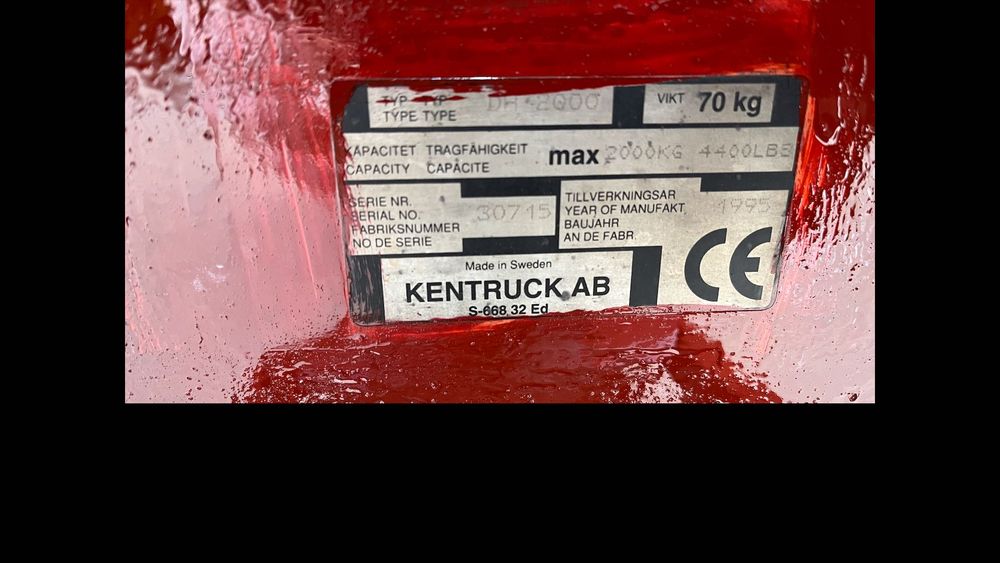 TYP TYP DH 2000
TYPE TYPE
VIKT 70 kg
KAPACITET TRAGFÄHIGKEIT max 2000KG 4400LBS
CAPACITY CAPÀCITE
SERIE NR.
SERIAL NO. 30715
FABRIKSNUMMER
NO DE SERIE
TILLVERKNINGSAR
YEAR OF MANUFAKT 1995
BAUJAHR
AN DE FABR.
CE
Made in Sweden
KENTRUCK AB
S-668 32 Ed